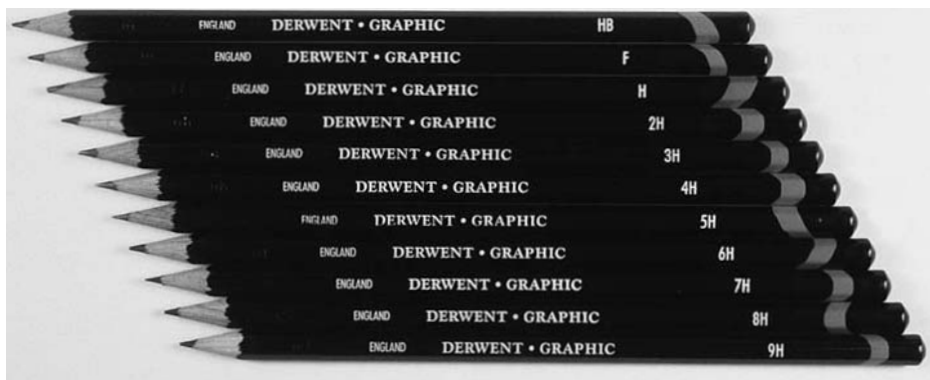 ENGLAND DERWENT • GRAPHIC HB
ENGLAND DERWENT • GRAPHIC F
ENGLAND DERWENT • GRAPHIC H
ENGLAND DERWENT • GRAPHIC 2H
ENGLAND DERWENT • GRAPHIC 3H
ENGLAND DERWENT • GRAPHIC 4H
ENGLAND DERWENT • GRAPHIC 5H
ENGLAND DERWENT • GRAPHIC 6H
ENGLAND DERWENT • GRAPHIC 7H
ENGLAND DERWENT • GRAPHIC 8H
ENGLAND DERWENT • GRAPHIC 9H